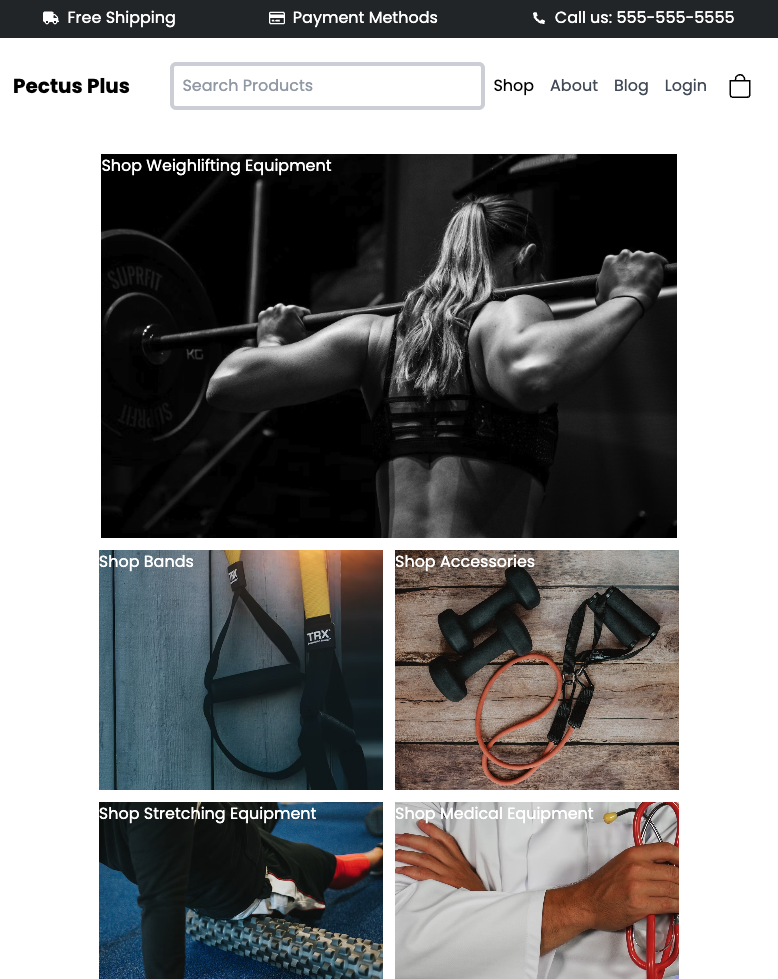 Free Shipping
Payment Methods
Call us: 555-555-5555
Pectus Plus
Search Products
Shop
About
Blog
Login
Shop Weighlifting Equipment
SUPRFIT
KG
SUPRFIT
Shop Bands
TRX
TRX
Shop Accessories
Shop Stretching Equipment
Shop Medical Equipment